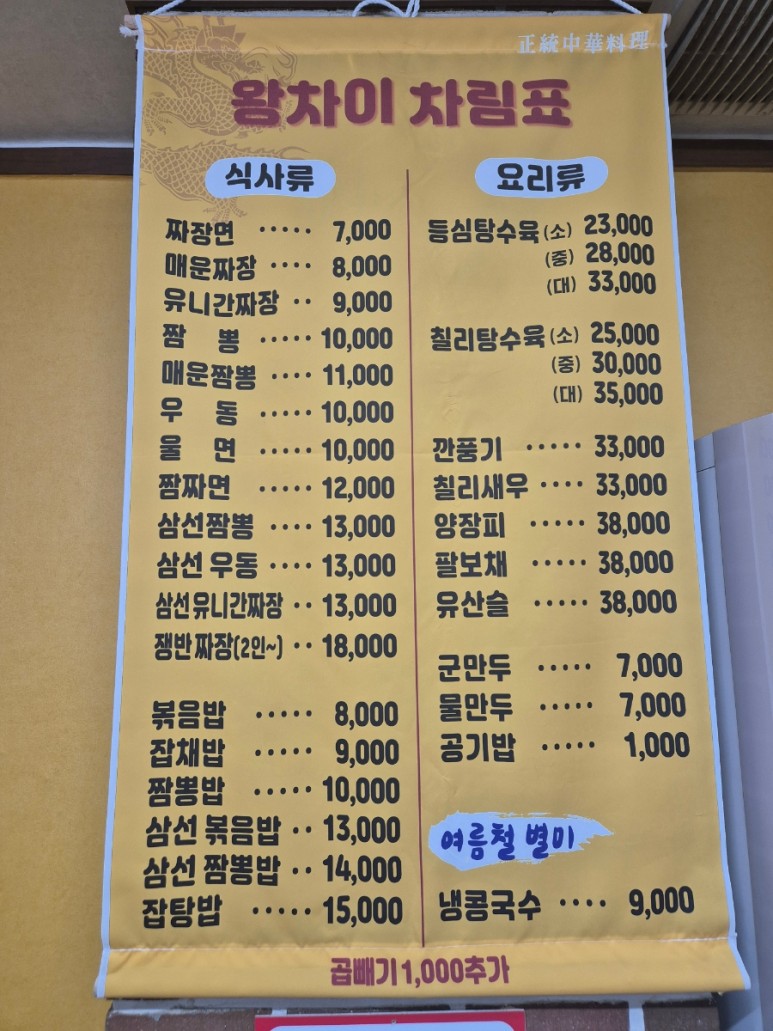 正統中華料理
왕차이 차림표
식사류
짜장면 ····· 7,000
매운짜장 ···· 8,000
유니간짜장 ·· 9,000
짬 뽕 ····· 10,000
매운짬뽕 ···· 11,000
우 동 ····· 10,000
울 면 ····· 10,000
짬짜면 ····· 12,000
삼선짬뽕 ···· 13,000
삼선 우동 ···· 13,000
삼선유니간짜장 ·· 13,000
쟁반 짜장(2인~) ·· 18,000
볶음밥 ····· 8,000
잡채밥 ····· 9,000
짬뽕밥 ····· 10,000
삼선 볶음밥 ·· 13,000
삼선 짬뽕밥 ·· 14,000
잡탕밥 ····· 15,000
요리류
등심탕수육 (소) 23,000
(중) 28,000
(대) 33,000
칠리탕수육 (소) 25,000
(중) 30,000
(대) 35,000
깐풍기 ····· 33,000
칠리새우 ···· 33,000
양장피 ····· 38,000
팔보채 ····· 38,000
유산슬 ····· 38,000
군만두 ····· 7,000
물만두 ····· 7,000
공기밥 ····· 1,000
여름철 별미
냉콩국수 ···· 9,000
곱빼기1,000추가